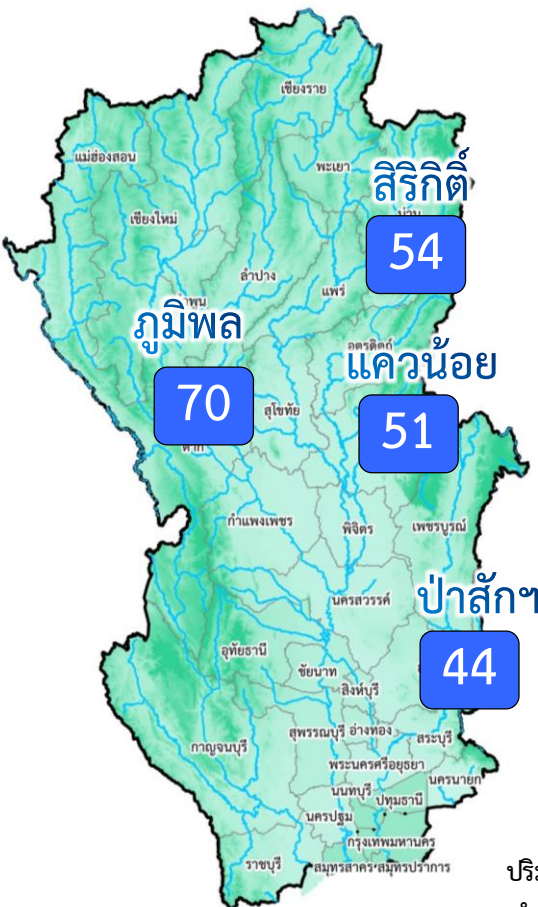 เชียงราย
แม่ฮ่องสอน
พะเยา
สิริกิติ์
น่าน
เชียงใหม่
54
ลำปาง
แพร่
ภูมิพล
อุตรดิตถ์
แควน้อย
70
สุโขทัย
51
ตาก
กำแพงเพชร
พิจิตร
เพชรบูรณ์
นครสวรรค์
ป่าสักฯ
อุทัยธานี
44
ชัยนาท
สิงห์บุรี
สุพรรณบุรี อ่างทอง
สระบุรี
กาญจนบุรี
พระนครศรีอยุธยา
นครนายก
นนทบุรี
ปทุมธานี
นครปฐม
กรุงเทพมหานคร
ราชบุรี
สมุทรสาคร สมุทรปราการ